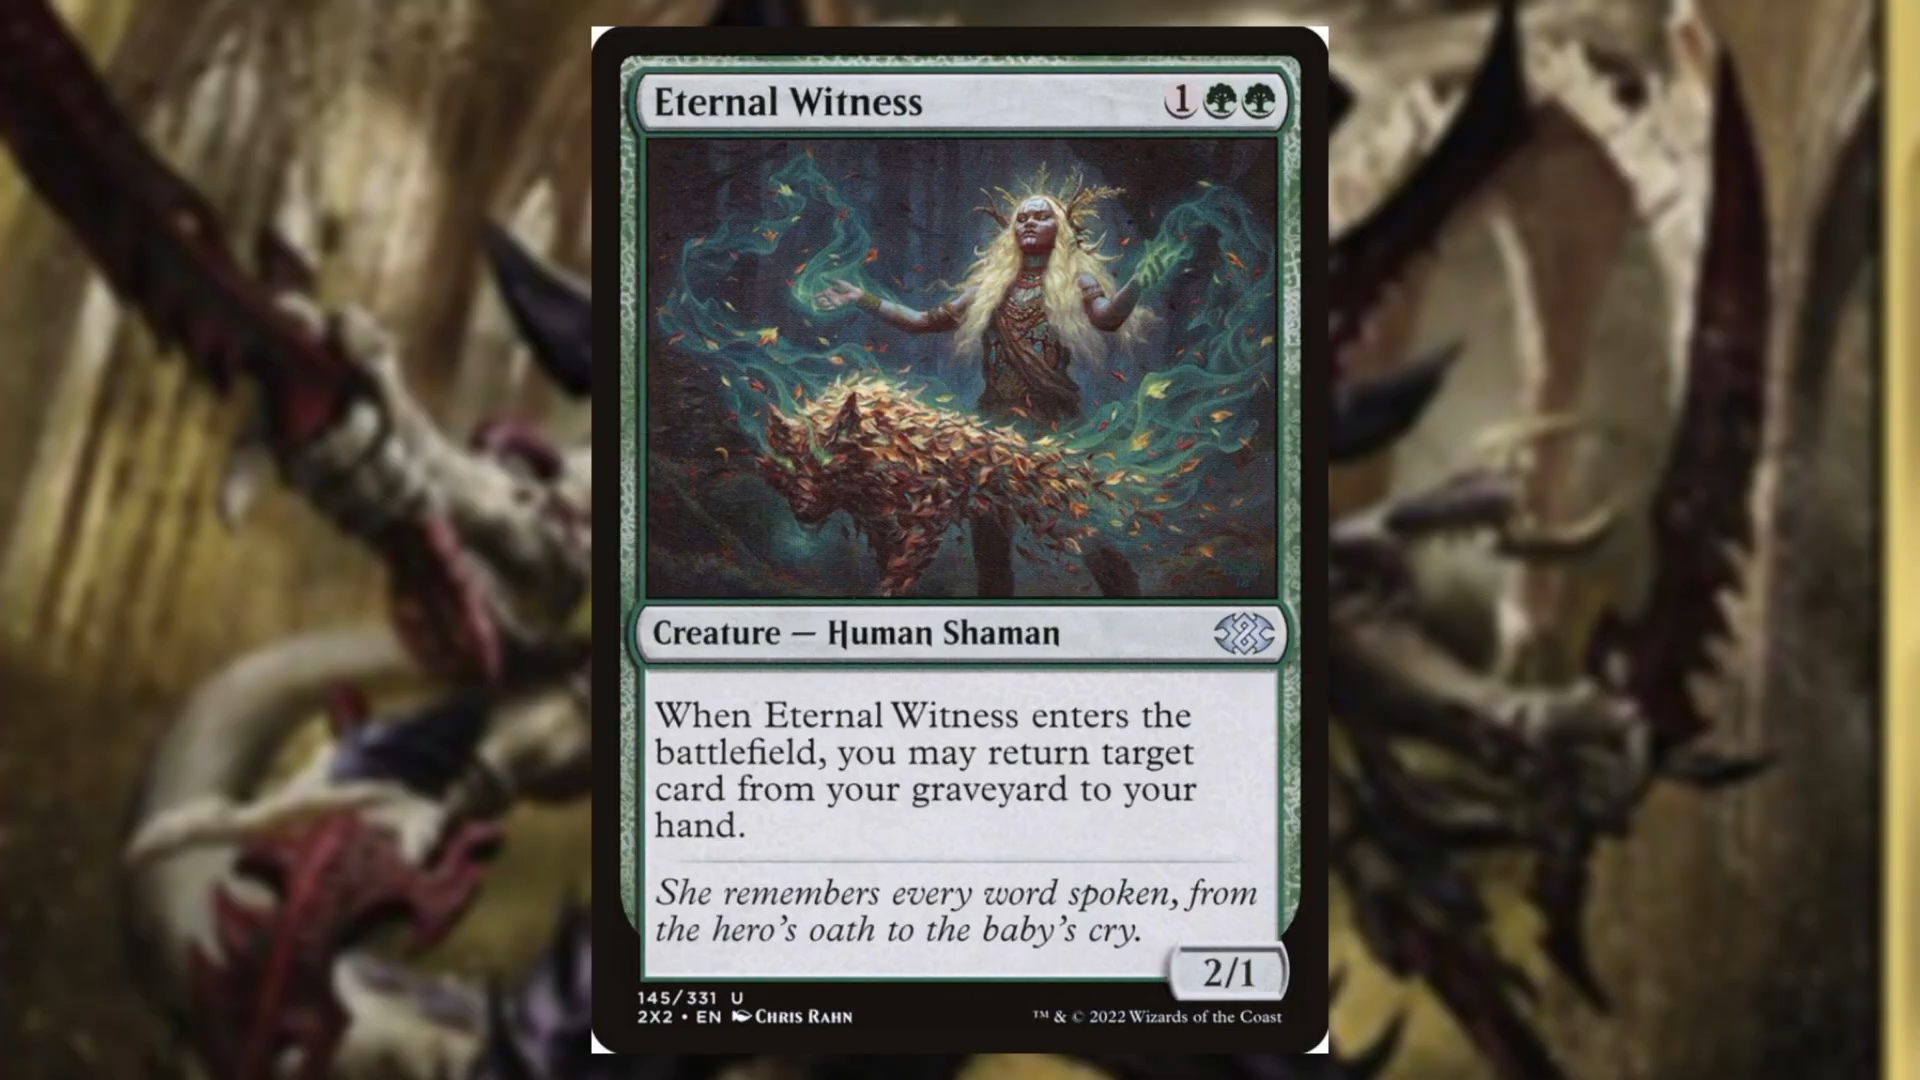 Eternal Witness 1
Creature — Human Shaman
When Eternal Witness enters the
battlefield, you may return target
card from your graveyard to your
hand.
She remembers every word spoken, from
the hero's oath to the baby's cry.
2/1
145/331 U
2X2 • EN Chris Rahn
™ & © 2022 Wizards of the Coast